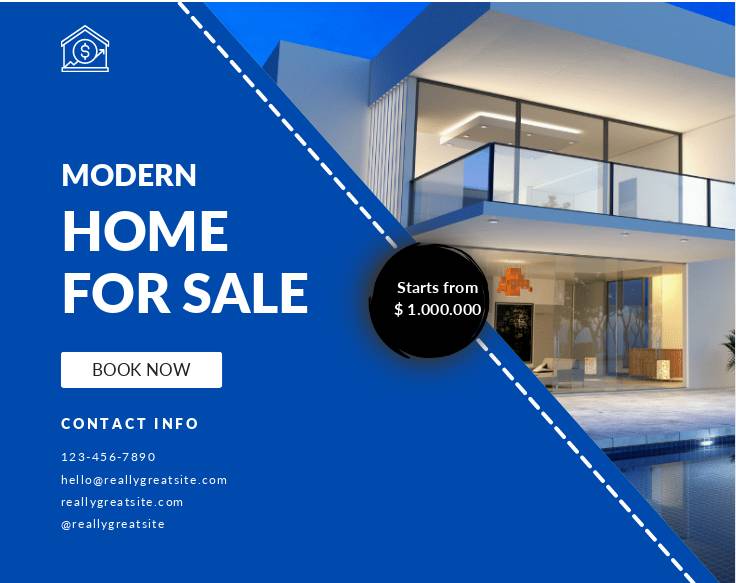 MODERN
HOME
FOR SALE
Starts from
$ 1.000.000
BOOK NOW
CONTACT INFO
123-456-7890
hello@reallygreatsite.com
reallygreatsite.com
@reallygreatsite